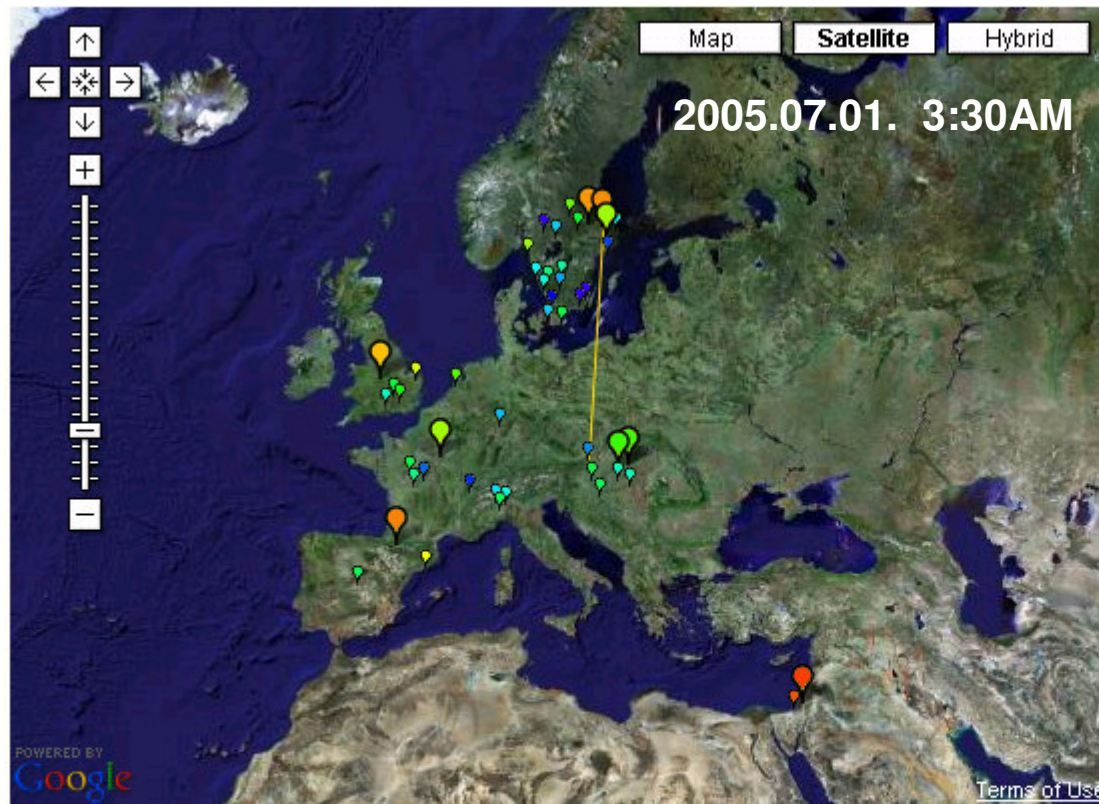 Map Satellite Hybrid
2005.07.01. 3:30AM
POWERED BY
Google
Terms of Use